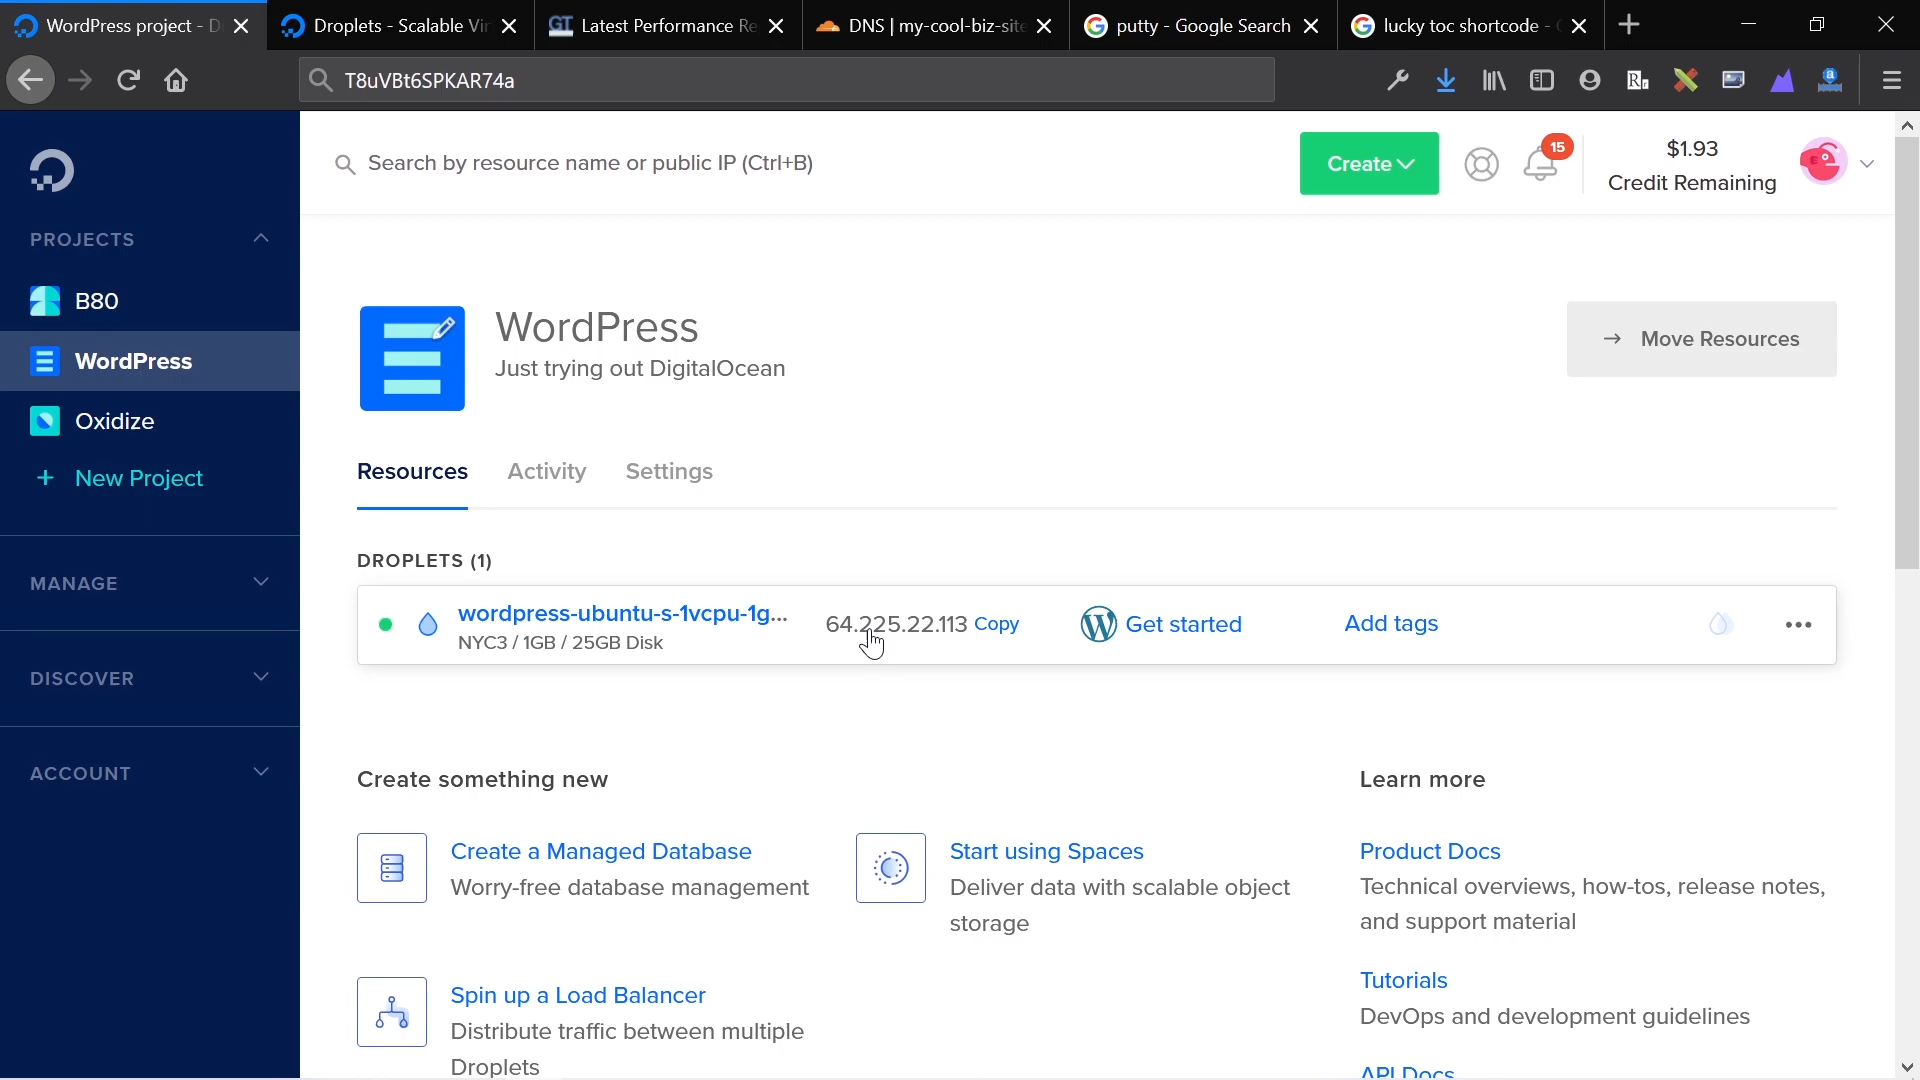 WordPress project - D
Droplets - Scalable Vir
GT Latest Performance Re
DNS | my-cool-biz-site
putty - Google Search
lucky toc shortcode -
T8uVBt6SPKAR74a
Search by resource name or public IP (Ctrl+B)
Create
15
$1.93
Credit Remaining
PROJECTS
B80
WordPress
Oxidize
+ New Project
MANAGE
DISCOVER
ACCOUNT
WordPress
Just trying out DigitalOcean
→ Move Resources
Resources Activity Settings
DROPLETS (1)
wordpress-ubuntu-s-1vcpu-1g...
NYC3 / 1GB / 25GB Disk
64.225.22.113 Copy
Get started
Add tags
Create something new
Create a Managed Database
Worry-free database management
Start using Spaces
Deliver data with scalable object
storage
Spin up a Load Balancer
Distribute traffic between multiple
Droplets
Learn more
Product Docs
Technical overviews, how-tos, release notes,
and support material
Tutorials
DevOps and development guidelines
API Docs